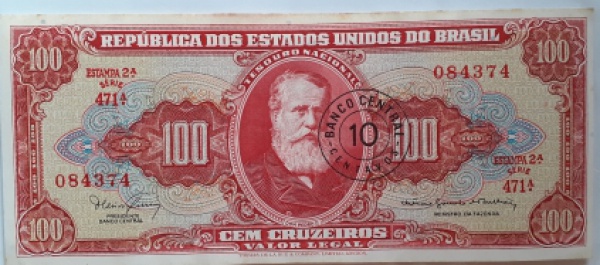 REPÚBLICA DOS ESTADOS UNIDOS DO BRASIL
100
100
TESOURO NACIONAL
ESTAMPA 2ª
SÉRIE
471ª
084374
100
100
BANCO CENTRAL
10
CENTAVOS
084374
ESTAMPA 2ª
SÉRIE
471ª
PRESIDENTE
BANCO CENTRAL
MINISTRO DA FAZENDA
100
100
CEM CRUZEIROS
VALOR LEGAL